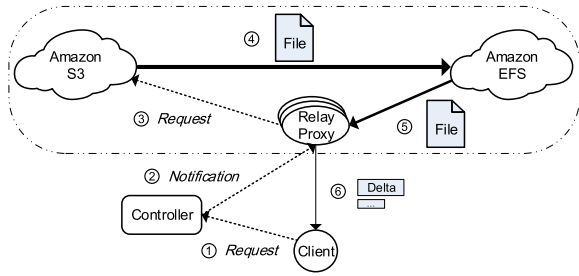 ④
File
Amazon
S3
Amazon
EFS
③ Request
Relay
Proxy
⑤
File
② Notification
⑥
Delta
...
Controller
① Request
Client